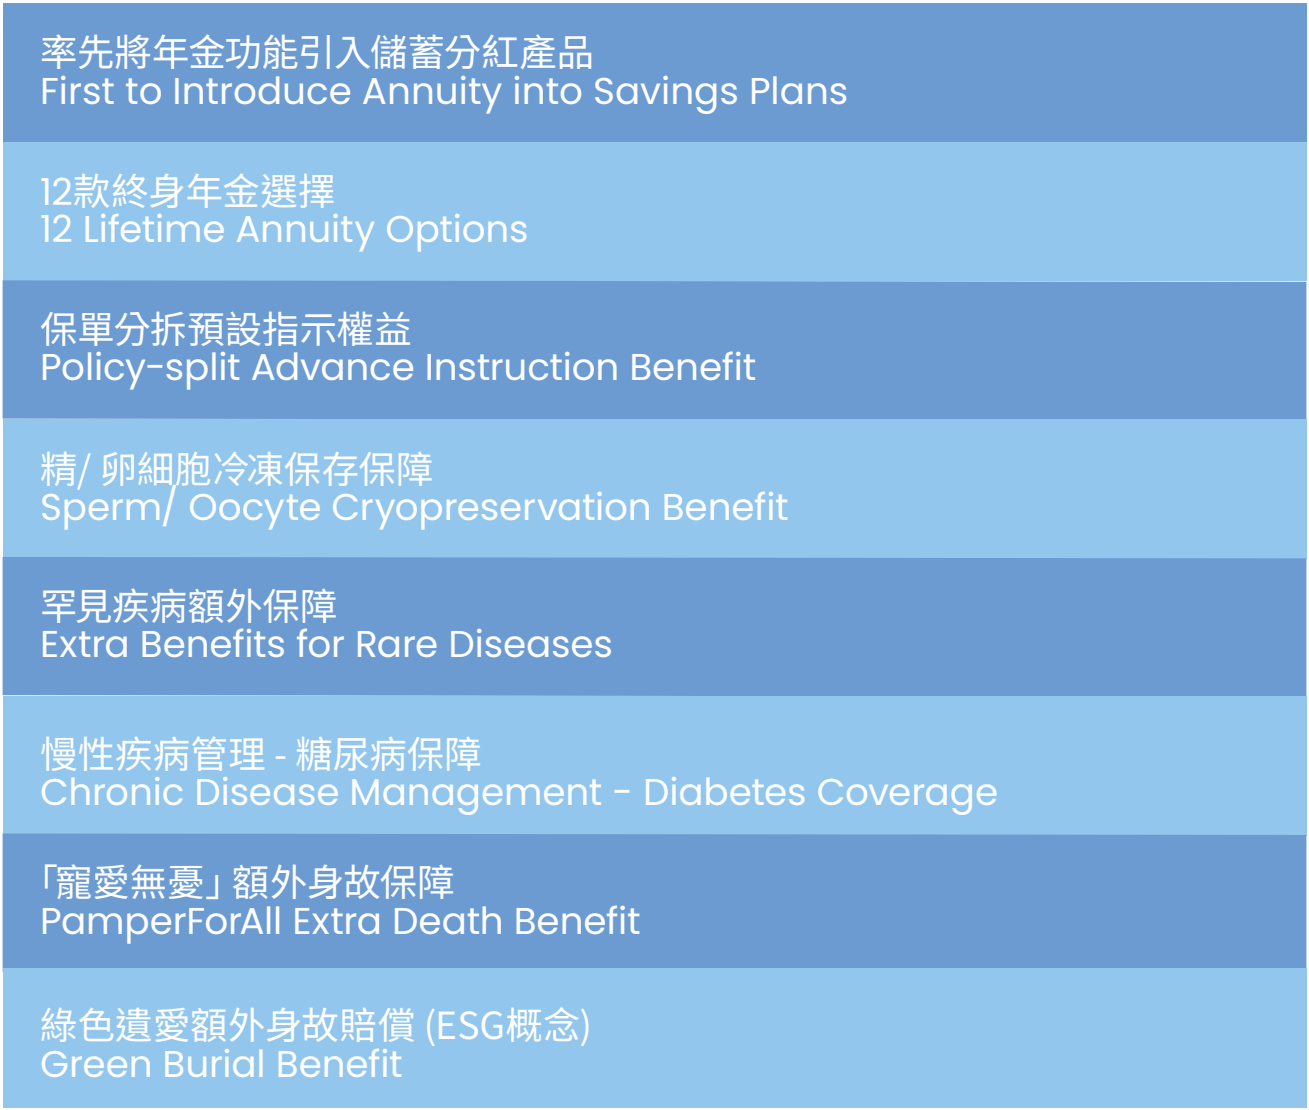 率先將年金功能引入儲蓄分紅產品
First to Introduce Annuity into Savings Plans
12款終身年金選擇
12 Lifetime Annuity Options
保單分拆預設指示權益
Policy-split Advance Instruction Benefit
精/ 卵細胞冷凍保存保障
Sperm/ Oocyte Cryopreservation Benefit
罕見疾病額外保障
Extra Benefits for Rare Diseases
慢性疾病管理 - 糖尿病保障
Chronic Disease Management - Diabetes Coverage
「寵愛無憂」額外身故保障
PamperForAll Extra Death Benefit
綠色遺愛額外身故賠償 (ESG概念)
Green Burial Benefit